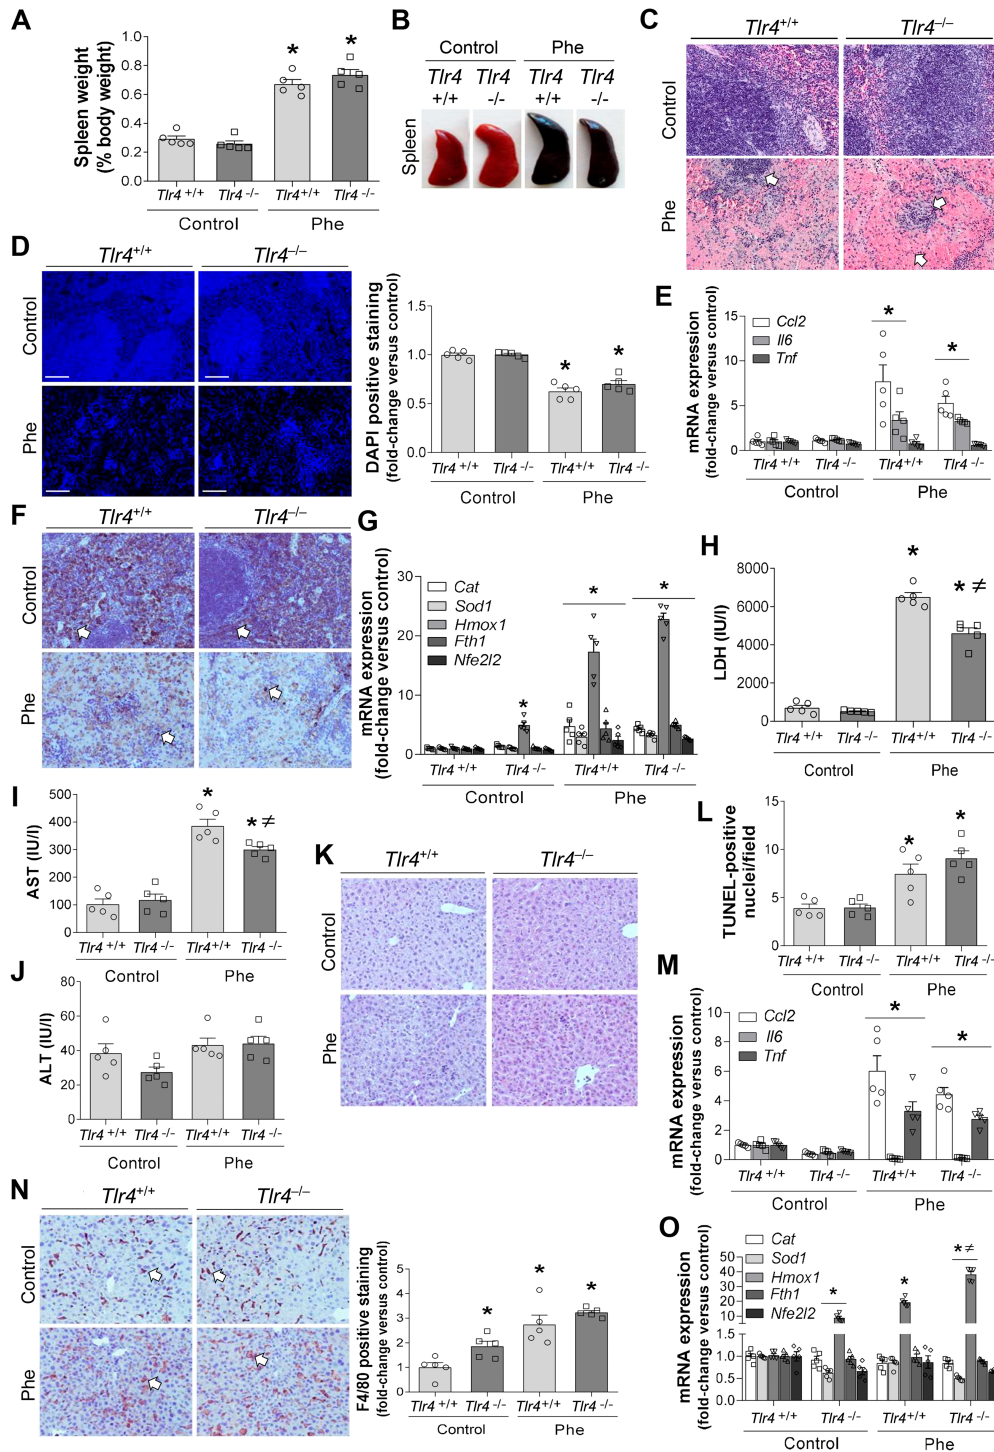 A
Spleen weight
(% body weight)
1.0
0.8
0.6
0.4
0.2
0.0
* *
Tlr4 +/+ Tlr4 -/- Tlr4 +/+ Tlr4 -/-
Control Phe
B
Control Phe
Tlr4 Tlr4 Tlr4 Tlr4
+/+ -/- +/+ -/-
Spleen
C
Tlr4+/+ Tlr4–/–
Control
Phe
D
Tlr4+/+ Tlr4–/–
Control
Phe
DAPI positive staining
(fold-change versus control)
1.5
1.0
0.5
0.0
* *
Tlr4 +/+ Tlr4 -/- Tlr4 +/+ Tlr4 -/-
Control Phe
E
mRNA expression
(fold-change versus control)
15
10
5
0
Ccl2
Il6
Tnf
* *
Tlr4 +/+ Tlr4 -/- Tlr4 +/+ Tlr4 -/-
Control Phe
F
Tlr4+/+ Tlr4–/–
Control
Phe
G
mRNA expression
(fold-change versus control)
30
20
10
0
Cat
Sod1
Hmox1
Fth1
Nfe2l2
* * *
Tlr4 +/+ Tlr4 -/- Tlr4 +/+ Tlr4 -/-
Control Phe
H
LDH (IU/l)
8000
6000
4000
2000
0
* * ≠
Tlr4 +/+ Tlr4 -/- Tlr4 +/+ Tlr4 -/-
Control Phe
I
AST (IU/l)
500
400
300
200
100
0
* * ≠
Tlr4 +/+ Tlr4 -/- Tlr4 +/+ Tlr4 -/-
Control Phe
J
ALT (IU/l)
80
60
40
20
0
Tlr4 +/+ Tlr4 -/- Tlr4 +/+ Tlr4 -/-
Control Phe
K
Tlr4+/+ Tlr4–/–
Control
Phe
L
TUNEL-positive
nuclei/field
15
10
5
0
* *
Tlr4 +/+ Tlr4 -/- Tlr4 +/+ Tlr4 -/-
Control Phe
M
mRNA expression
(fold-change versus control)
10
8
6
4
2
0
Ccl2
Il6
Tnf
* *
Tlr4 +/+ Tlr4 -/- Tlr4 +/+ Tlr4 -/-
Control Phe
N
Tlr4+/+ Tlr4–/–
Control
Phe
F4/80 positive staining
(fold-change versus control)
5
4
3
2
1
0
* * *
Tlr4 +/+ Tlr4 -/- Tlr4 +/+ Tlr4 -/-
Control Phe
O
mRNA expression
(fold-change versus control)
50
40
30
20
10
1.5
1.0
0.5
0.0
Cat
Sod1
Hmox1
Fth1
Nfe2l2
* * * ≠
Tlr4 +/+ Tlr4 -/- Tlr4 +/+ Tlr4 -/-
Control Phe